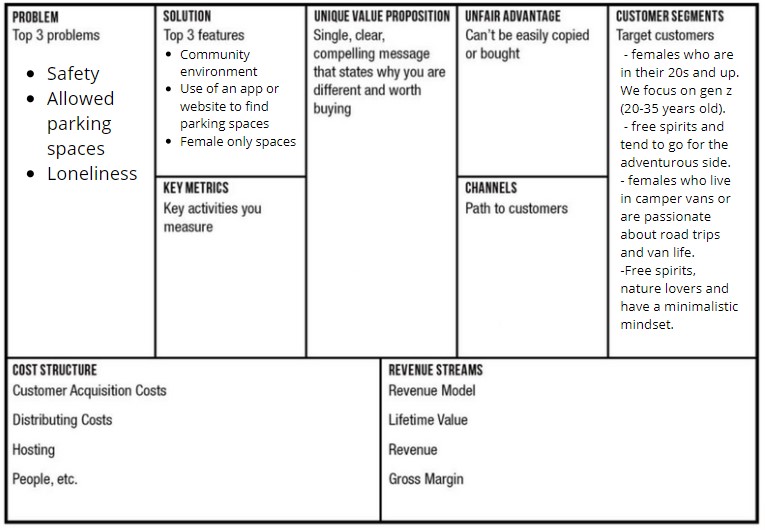 PROBLEM
Top 3 problems
• Safety
• Allowed
parking
spaces
• Loneliness
SOLUTION
Top 3 features
• Community
environment
• Use of an app or
website to find
parking spaces
• Female only spaces
KEY METRICS
Key activities you
measure
UNIQUE VALUE PROPOSITION
Single, clear,
compelling message
that states why you are
different and worth
buying
UNFAIR ADVANTAGE
Can't be easily copied
or bought
CHANNELS
Path to customers
CUSTOMER SEGMENTS
Target customers
- females who are
in their 20s and up.
We focus on gen z
(20-35 years old).
- free spirits and
tend to go for the
adventurous side.
- females who live
in camper vans or
are passionate
about road trips
and van life.
-Free spirits,
nature lovers and
have a minimalistic
mindset.
COST STRUCTURE
Customer Acquisition Costs
Distributing Costs
Hosting
People, etc.
REVENUE STREAMS
Revenue Model
Lifetime Value
Revenue
Gross Margin